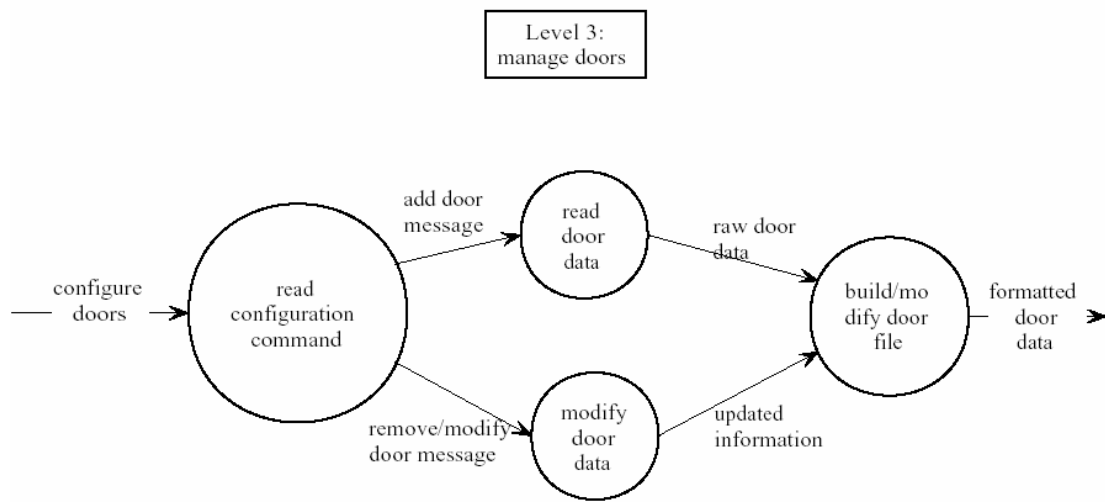 Level 3:
manage doors
add door
message
read
door
data
raw door
data
configure
doors
read
configuration
command
build/mo
dify door
file
formatted
door
data
remove/modify
door message
modify
door
data
updated
information